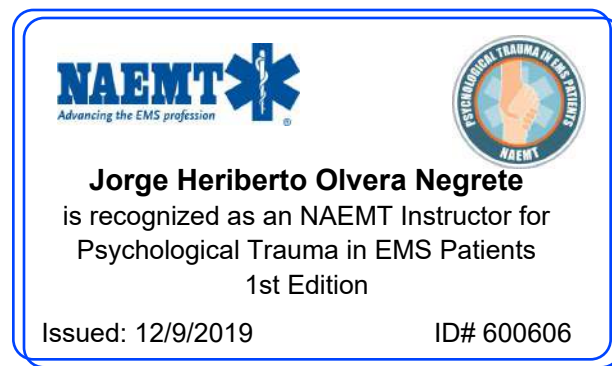 NAEMT
Advancing the EMS profession
®
PSYCHOLOGICAL TRAUMA IN EMS PATIENTS
NAEMT
Jorge Heriberto Olvera Negrete
is recognized as an NAEMT Instructor for
Psychological Trauma in EMS Patients
1st Edition
Issued: 12/9/2019 ID# 600606